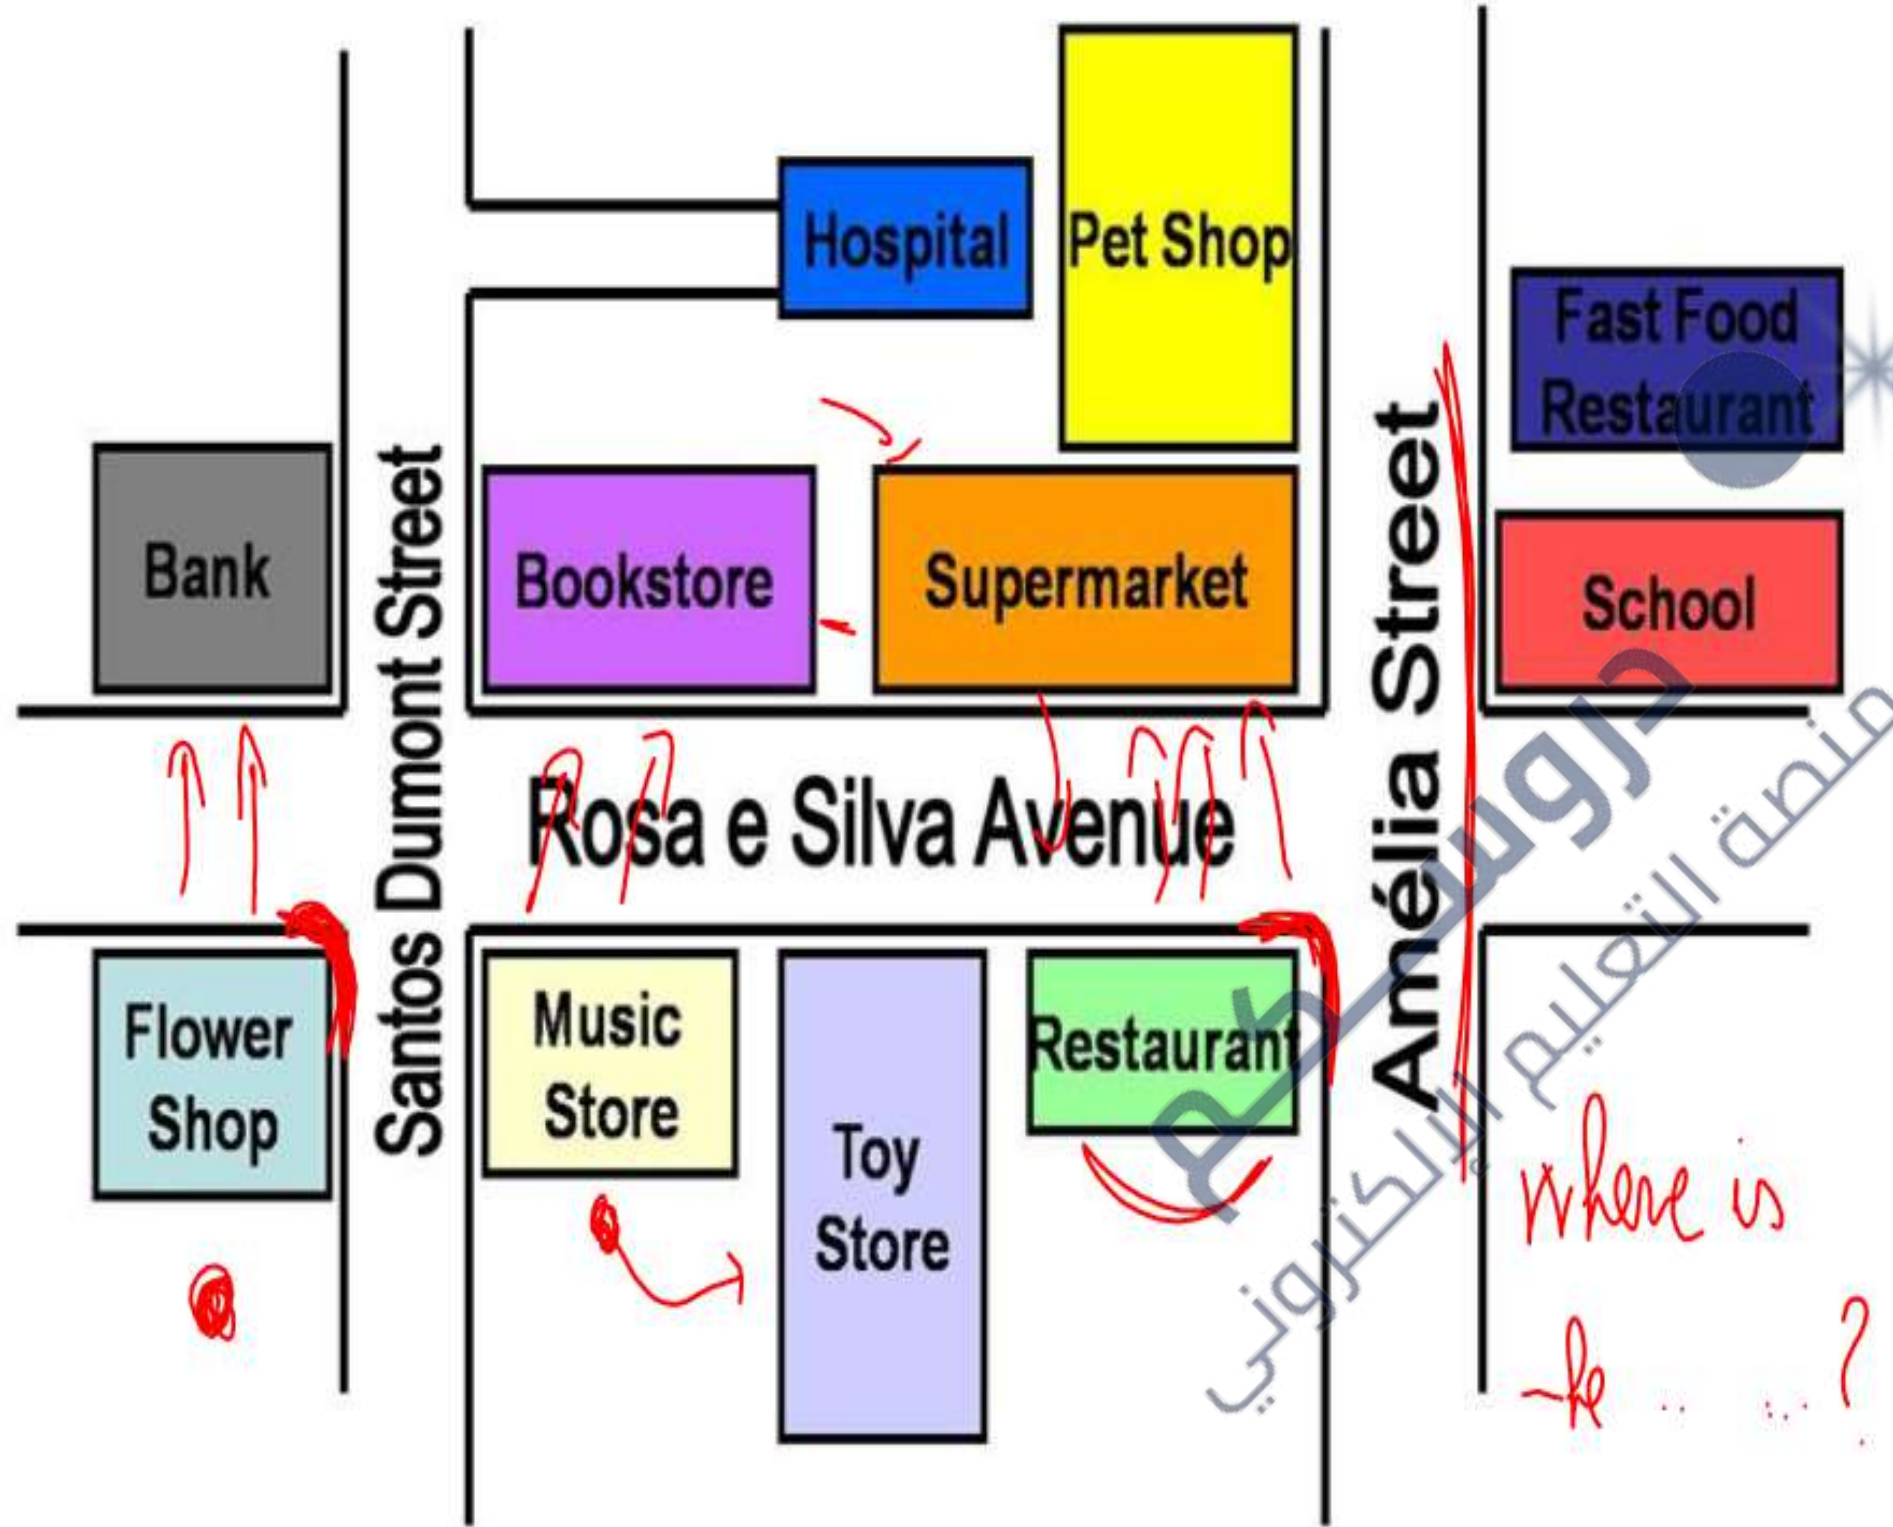 Hospital
Pet Shop
Fast Food
Restaurant
Bank
Santos Dumont Street
Bookstore
Supermarket
Amélia Street
School
Rosa e Silva Avenue
Flower
Shop
Music
Store
Toy
Store
Restaurant
where is
the .. ...?
دروسكم
منصة التعليم الإلكتروني